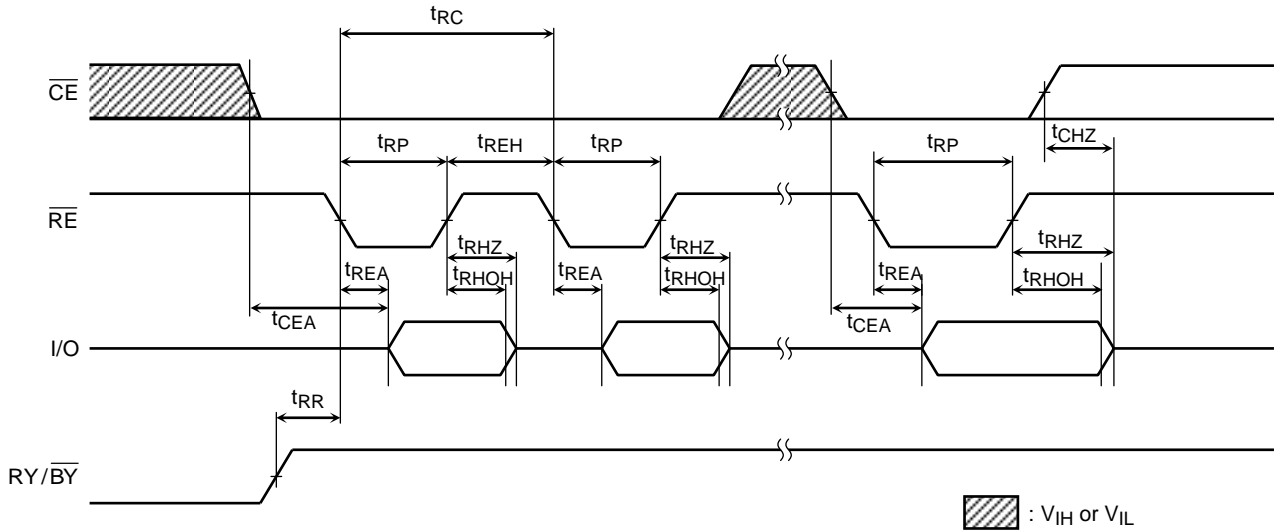 tRC
CE
tCHZ
tRP tREH tRP tRP
RE
tRHZ tRHZ tRHZ
tREA tRHOH tREA tRHOH tREA tRHOH
tCEA tCEA
I/O
tRR
RY/BY
: VIH or VIL